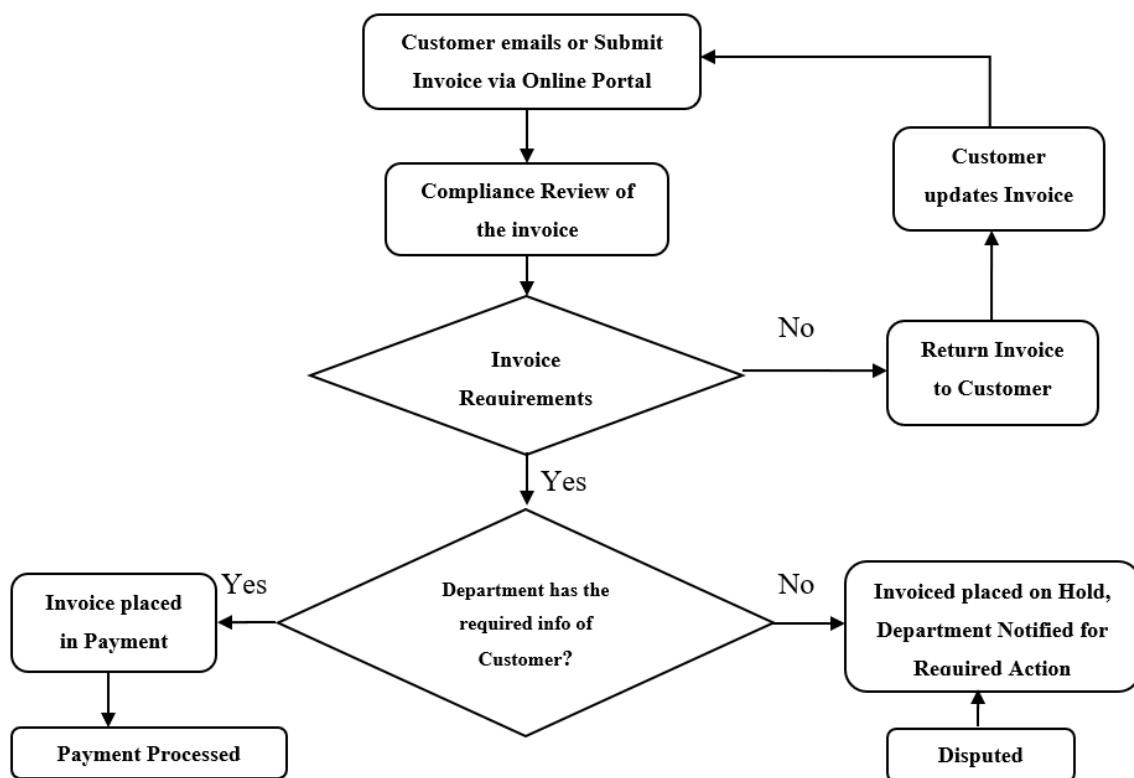 Customer emails or Submit
Invoice via Online Portal
Customer
updates Invoice
Compliance Review of
the invoice
No
Return Invoice
to Customer
Invoice
Requirements
Yes
Yes
No
Department has the
required info of
Customer?
Invoice placed
in Payment
Invoiced placed on Hold,
Department Notified for
Required Action
Payment Processed
Disputed